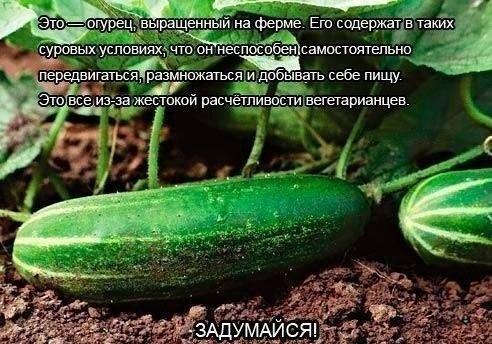 Это — огурец, выращенный на ферме. Его содержат в таких
суровых условиях, что он неспособен самостоятельно
передвигаться, размножаться и добывать себе пищу.
Это все из-за жестокой расчётливости вегетарианцев.
ЗАДУМАЙСЯ!